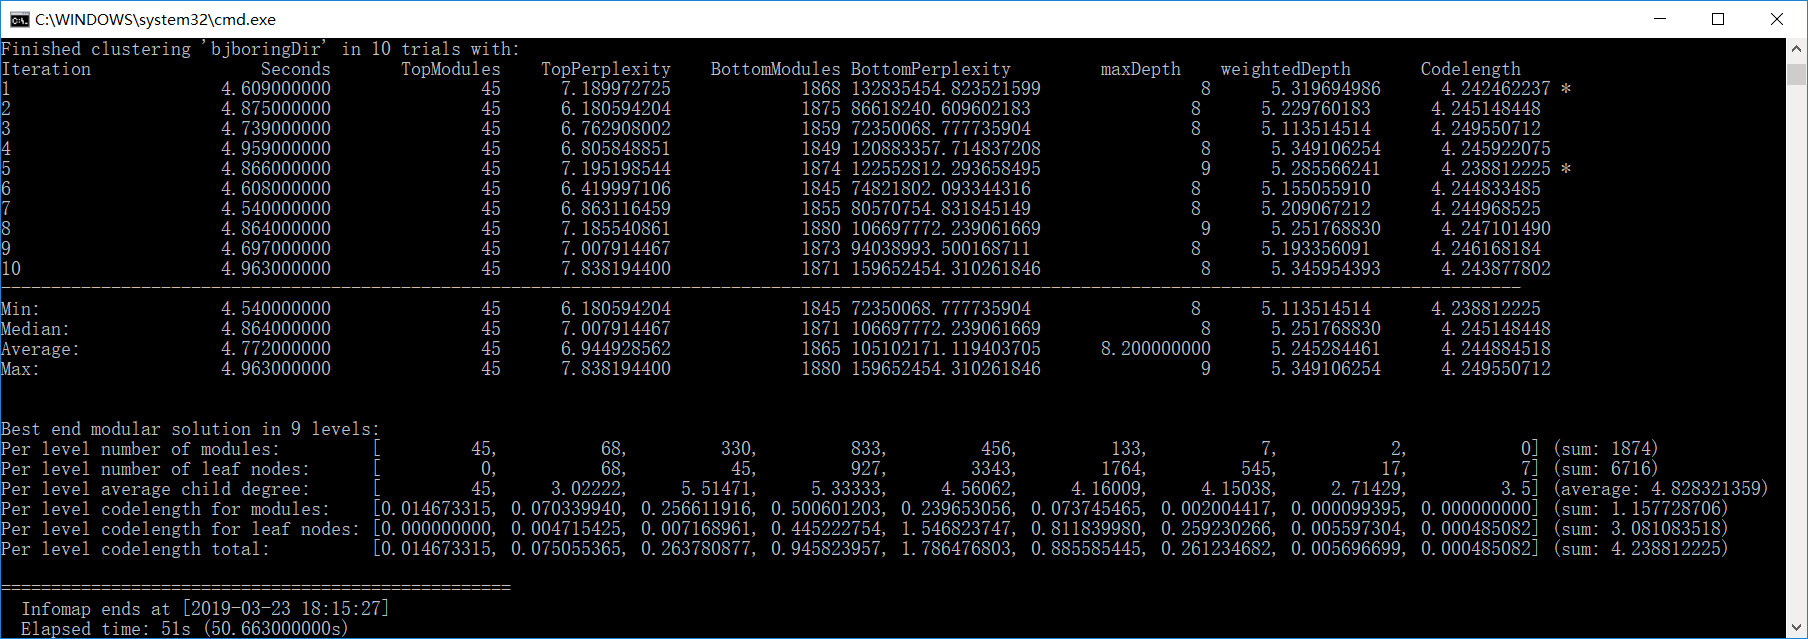 C:\WINDOWS\system32\cmd.exe
Finished clustering 'bjboringDir' in 10 trials with:
Iteration Seconds TopModules TopPerplexity BottomModules BottomPerplexity maxDepth weightedDepth Codelength
1 4.609000000 45 7.189972725 1868 132835454.823521599 8 5.319694986 4.242462237 *
2 4.875000000 45 6.180594204 1875 86618240.609602183 8 5.229760183 4.245148448
3 4.739000000 45 6.762908002 1859 72350068.777735904 8 5.113514514 4.249550712
4 4.959000000 45 6.805848851 1849 120883357.714837208 8 5.349106254 4.245922075
5 4.866000000 45 7.195198544 1874 122552812.293658495 9 5.285566241 4.238812225 *
6 4.608000000 45 6.419997106 1845 74821802.093344316 8 5.155055910 4.244833485
7 4.540000000 45 6.863116459 1855 80570754.831845149 8 5.209067212 4.244968525
8 4.864000000 45 7.185540861 1880 106697772.239061669 9 5.251768830 4.247101490
9 4.697000000 45 7.007914467 1873 94038993.500168711 8 5.193356091 4.246168184
10 4.963000000 45 7.838194400 1871 159652454.310261846 8 5.345954393 4.243877802
--------------------------------------------------------------------------------------------------------------------------------------------------------
Min: 4.540000000 45 6.180594204 1845 72350068.777735904 8 5.113514514 4.238812225
Median: 4.864000000 45 7.007914467 1871 106697772.239061669 8 5.251768830 4.245148448
Average: 4.772000000 45 6.944928562 1865 105102171.119403705 8.200000000 5.245284461 4.244884518
Max: 4.963000000 45 7.838194400 1880 159652454.310261846 9 5.349106254 4.249550712
Best end modular solution in 9 levels:
Per level number of modules: [ 45, 68, 330, 833, 456, 133, 7, 2, 0] (sum: 1874)
Per level number of leaf nodes: [ 0, 68, 45, 927, 3343, 1764, 545, 17, 7] (sum: 6716)
Per level average child degree: [ 45, 3.02222, 5.51471, 5.33333, 4.56062, 4.16009, 4.15038, 2.71429, 3.5] (average: 4.828321359)
Per level codelength for modules: [0.014673315, 0.070339940, 0.256611916, 0.500601203, 0.239653056, 0.073745465, 0.002004417, 0.000099395, 0.000000000] (sum: 1.157728706)
Per level codelength for leaf nodes: [0.000000000, 0.004715425, 0.007168961, 0.445222754, 1.546823747, 0.811839980, 0.259230266, 0.005597304, 0.000485082] (sum: 3.081083518)
Per level codelength total: [0.014673315, 0.075055365, 0.263780877, 0.945823957, 1.786476803, 0.885585445, 0.261234682, 0.005696699, 0.000485082] (sum: 4.238812225)
===================================================
Infomap ends at [2019-03-23 18:15:27]
Elapsed time: 51s (50.663000000s)